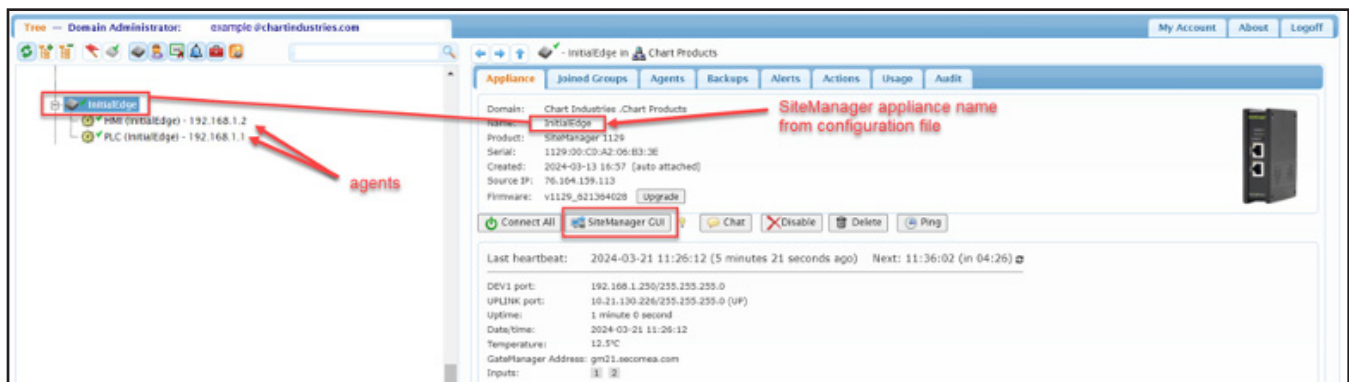 Tree — Domain Administrator: example @chartindustries.com
My Account About Logoff
- InitialEdge in Chart Products
Appliance Joined Groups Agents Backups Alerts Actions Usage Audit
InitialEdge
HMI (InitialEdge) - 192.168.1.2
PLC (InitialEdge) - 192.168.1.1
agents
Domain: Chart Industries .Chart Products
Name: InitialEdge
SiteManager appliance name
from configuration file
Product: SiteManager 1129
Serial: 1129:00:C0:A2:06:B3:3E
Created: 2024-03-13 16:57 (auto attached)
Source IP: 76.164.159.113
Firmware: v1129_621364028 Upgrade
Connect All SiteManager GUI ? Chat Disable Delete Ping
Last heartbeat: 2024-03-21 11:26:12 (5 minutes 21 seconds ago) Next: 11:36:02 (in 04:26)
DEV1 port: 192.168.1.250/255.255.255.0
UPLINK port: 10.21.130.226/255.255.255.0 (UP)
Uptime: 1 minute 0 second
Date/time: 2024-03-21 11:26:12
Temperature: 12.5°C
GateManager Address: gm21.secomea.com
Inputs: 1 2